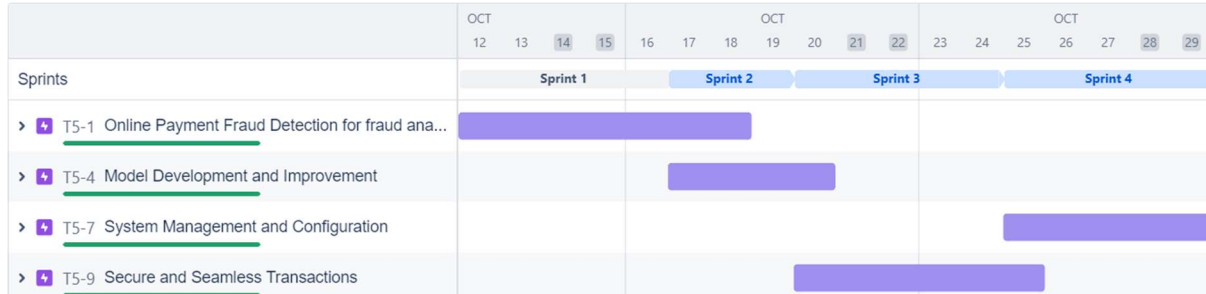 OCT OCT OCT
12 13 14 15 16 17 18 19 20 21 22 23 24 25 26 27 28 29
Sprints Sprint 1 Sprint 2 Sprint 3 Sprint 4
T5-1 Online Payment Fraud Detection for fraud ana...
T5-4 Model Development and Improvement
T5-7 System Management and Configuration
T5-9 Secure and Seamless Transactions